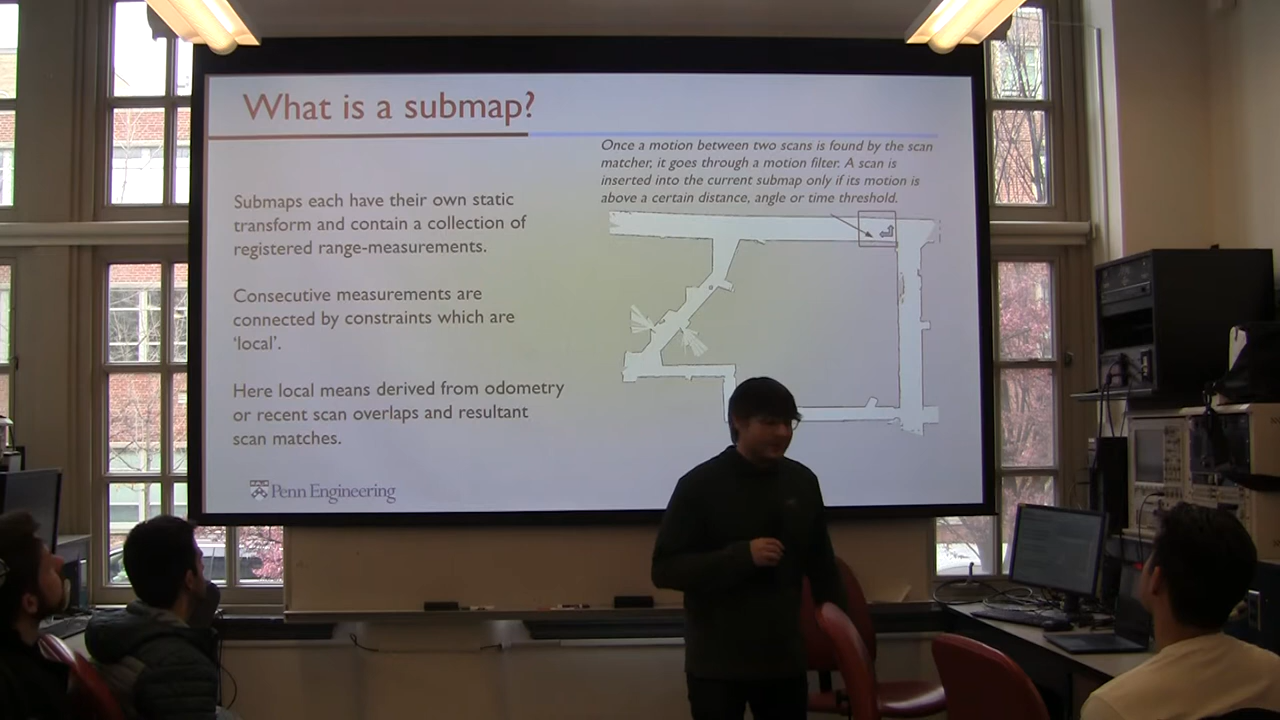 What is a submap?
Once a motion between two scans is found by the scan
matcher, it goes through a motion filter. A scan is
inserted into the current submap only if its motion is
above a certain distance, angle or time threshold.
Submaps each have their own static
transform and contain a collection of
registered range-measurements.
Consecutive measurements are
connected by constraints which are
'local'.
Here local means derived from odometry
or recent scan overlaps and resultant
scan matches.
Penn Engineering